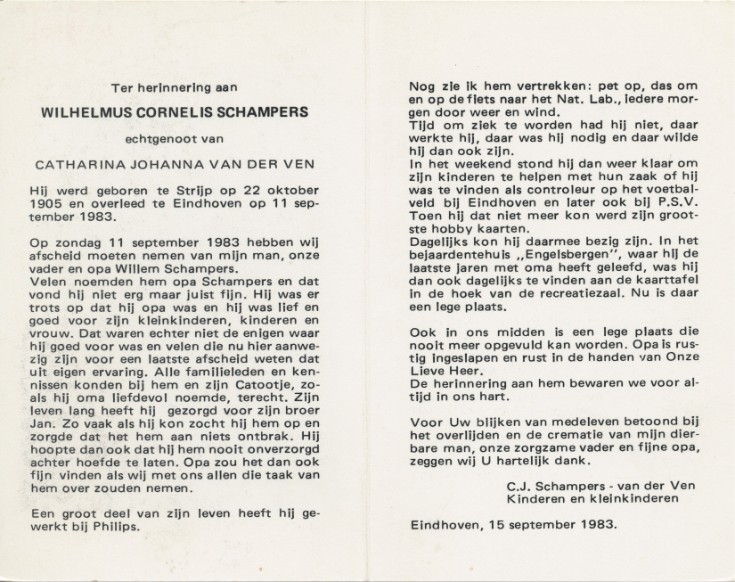 Ter herinnering aan
WILHELMUS CORNELIS SCHAMPERS
echtgenoot van
CATHARINA JOHANNA VAN DER VEN
Hij werd geboren te Strijp op 22 oktober
1905 en overleed te Eindhoven op 11 sep-
tember 1983.
Op zondag 11 september 1983 hebben wij
afscheid moeten nemen van mijn man, onze
vader en opa Willem Schampers.
Velen noemden hem opa Schampers en dat
vond hij niet erg maar juist fijn. Hij was er
trots op dat hij opa was en hij was lief en
goed voor zijn kleinkinderen, kinderen en
vrouw. Dat waren echter niet de enigen waar
hij goed voor was en velen die nu hier aanwe-
zig zijn voor een laatste afscheid weten dat
uit eigen ervaring. Alle familieleden en ken-
nissen konden bij hem en zijn Catootje, zo-
als hij oma liefdevol noemde, terecht. Zijn
leven lang heeft hij gezorgd voor zijn broer
Jan. Zo vaak als hij kon zocht hij hem op en
zorgde dat het hem aan niets ontbrak. Hij
hoopte dan ook dat hij hem nooit onverzorgd
achter hoefde te laten. Opa zou het dan ook
fijn vinden als wij met ons allen die taak van
hem over zouden nemen.
Een groot deel van zijn leven heeft hij ge-
werkt bij Philips.
Nog zie ik hem vertrekken: pet op, das om
en op de fiets naar het Nat. Lab., iedere mor-
gen door weer en wind.
Tijd om ziek te worden had hij niet, daar
werkte hij, daar was hij nodig en daar wilde
hij dan ook zijn.
In het weekend stond hij dan weer klaar om
zijn kinderen te helpen met hun zaak of hij
was te vinden als controleur op het voetbal-
veld bij Eindhoven en later ook bij P.S.V.
Toen hij dat niet meer kon werd zijn groot-
ste hobby kaarten.
Dagelijks kon hij daarmee bezig zijn. In het
bejaardentehuis „Engelsbergen", waar hij de
laatste jaren met oma heeft geleefd, was hij
dan ook dagelijks te vinden aan de kaarttafel
in de hoek van de recreatiezaal. Nu is daar
een lege plaats.
Ook in ons midden is een lege plaats die
nooit meer opgevuld kan worden. Opa is rus-
tig ingeslapen en rust in de handen van Onze
Lieve Heer.
De herinnering aan hem bewaren we voor al-
tijd in ons hart.
Voor Uw blijken van medeleven betoond bij
het overlijden en de crematie van mijn dier-
bare man, onze zorgzame vader en fijne opa,
zeggen wij U hartelijk dank.
C.J. Schampers - van der Ven
Kinderen en kleinkinderen
Eindhoven, 15 september 1983.